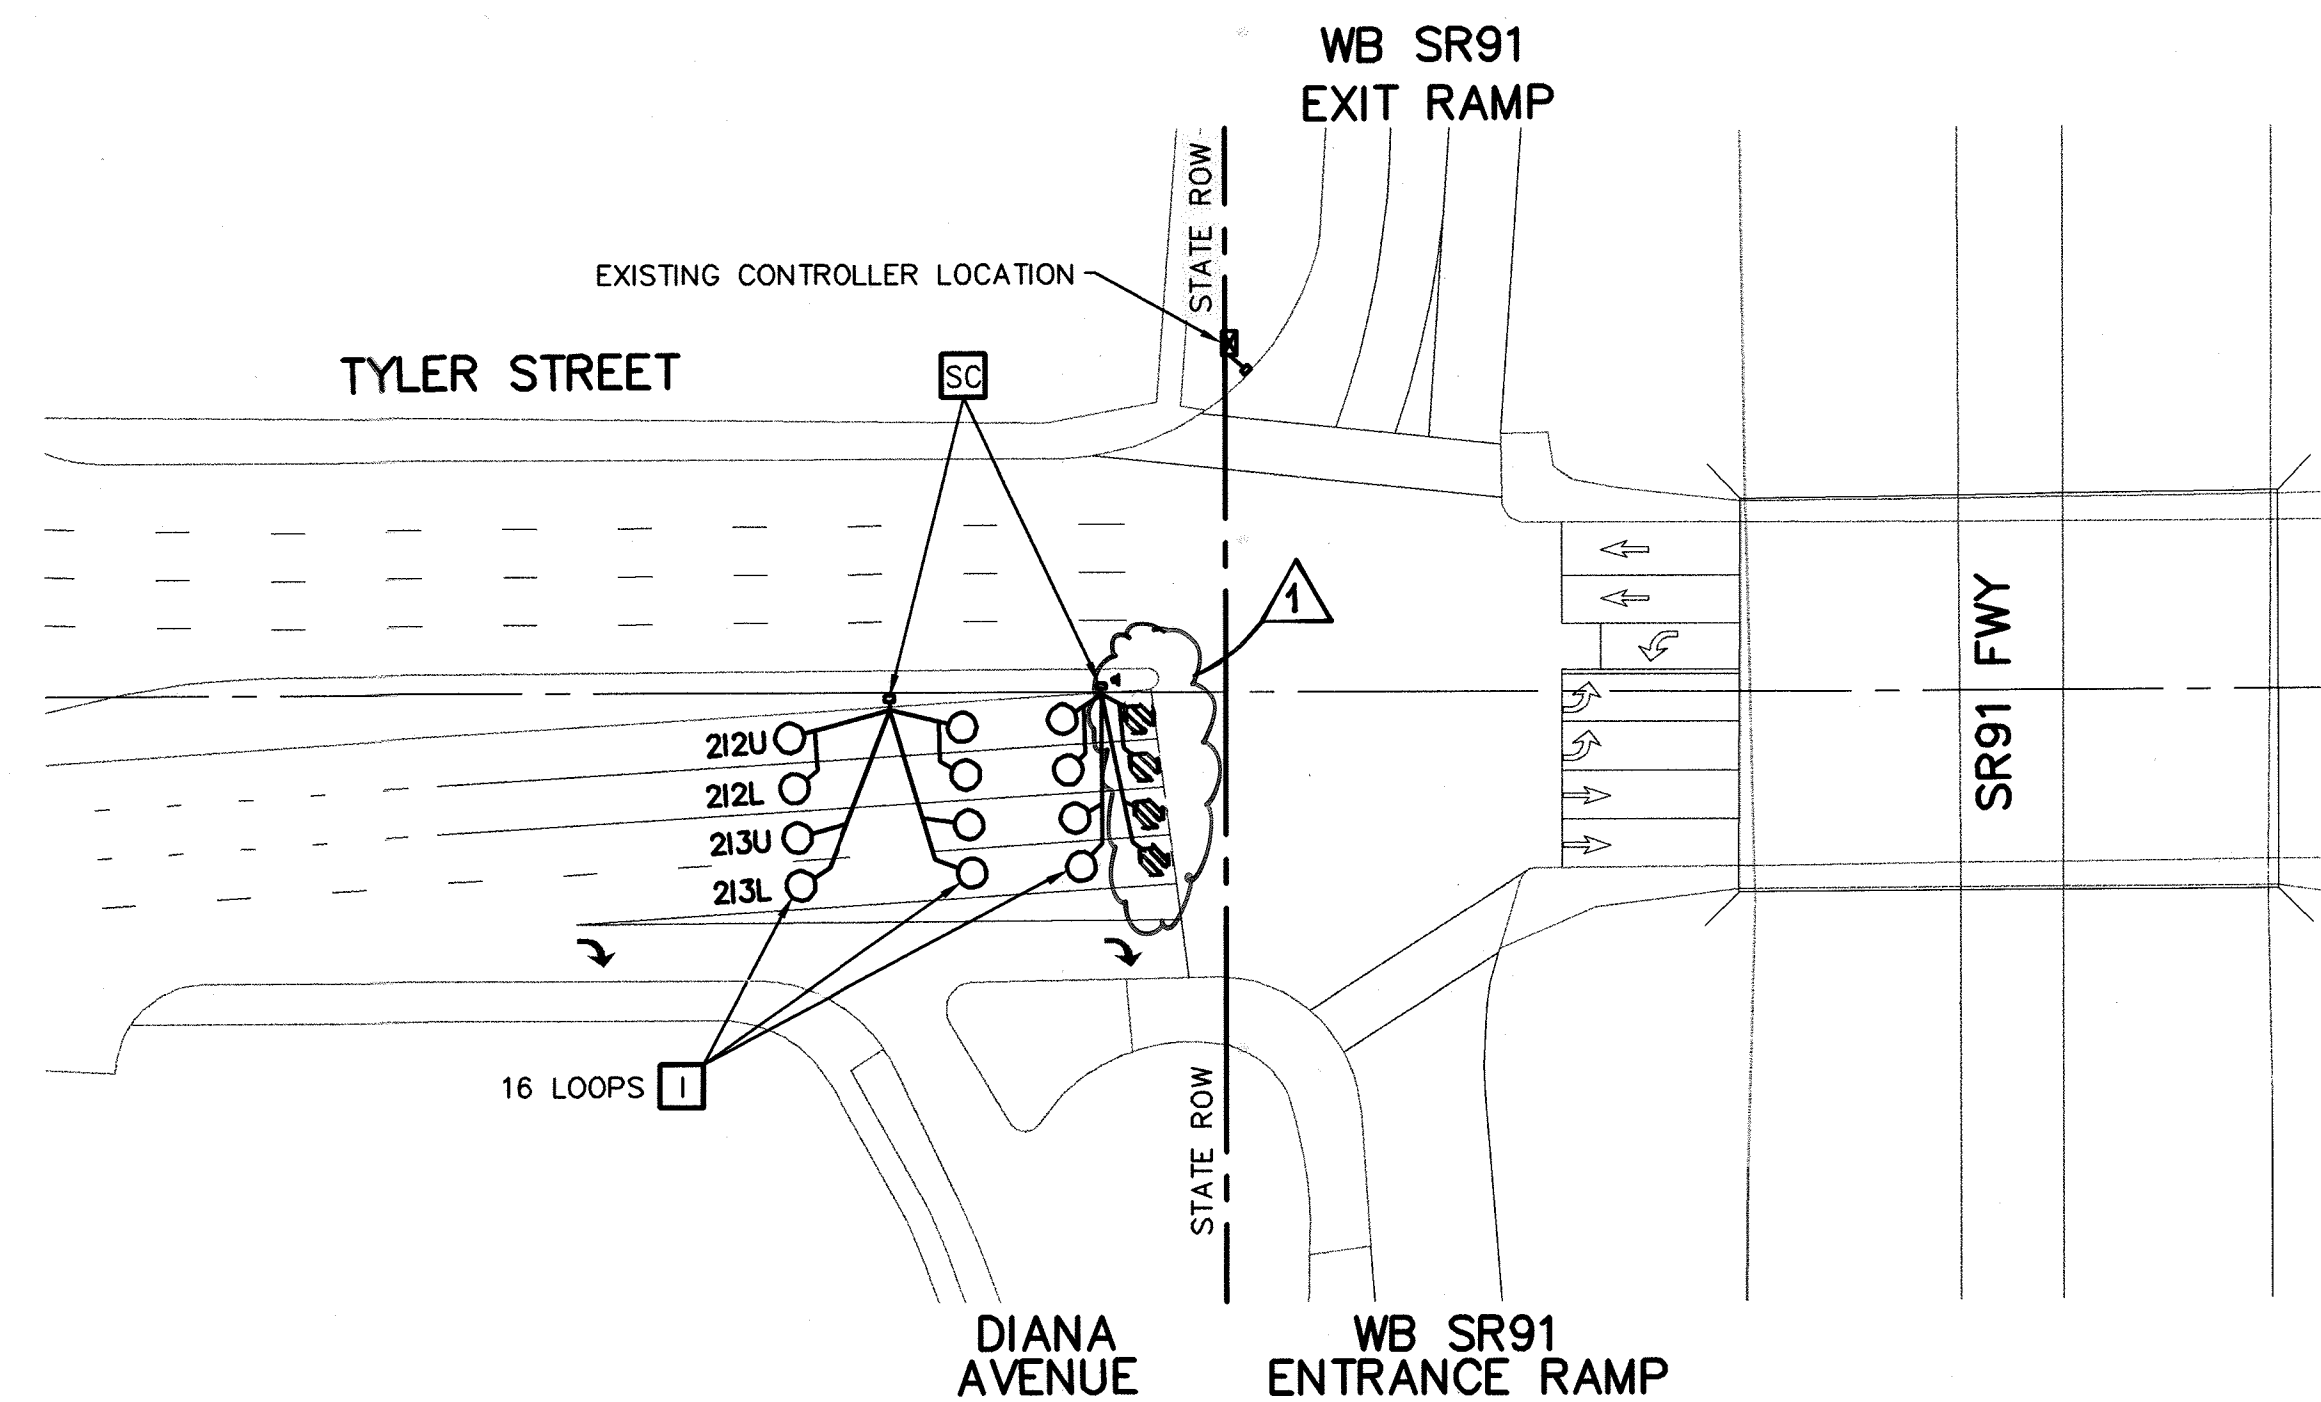 WB SR91
EXIT RAMP
STATE ROW
EXISTING CONTROLLER LOCATION
TYLER STREET
SC
1
SR91 FWY
212U
212L
213U
213L
16 LOOPS
I
STATE ROW
DIANA
AVENUE
WB SR91
ENTRANCE RAMP